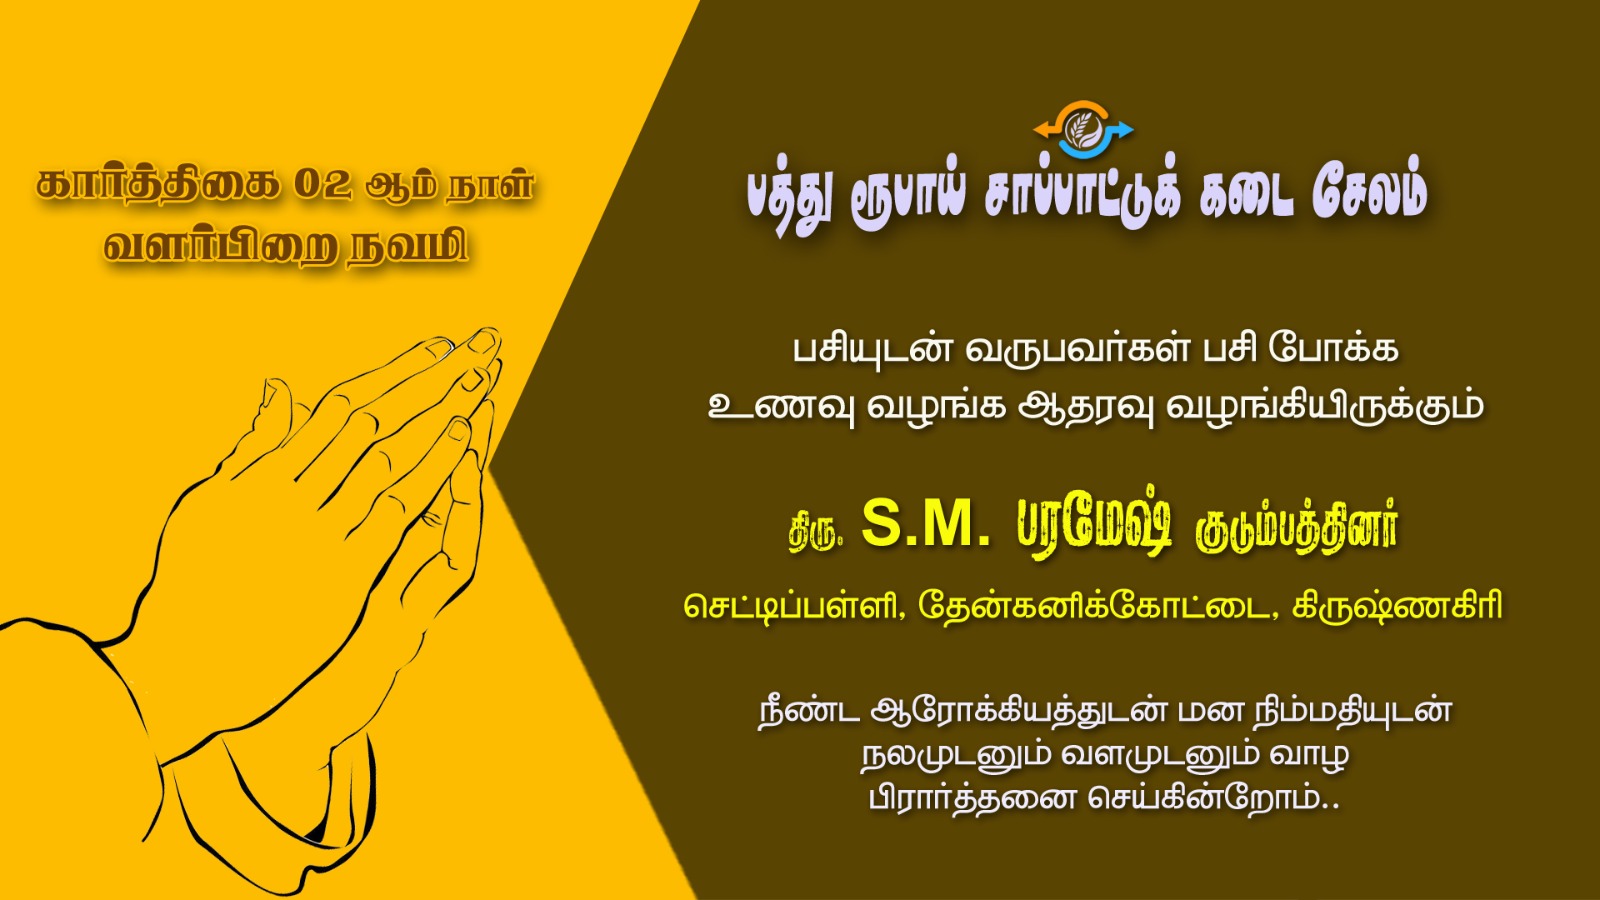 கார்த்திகை 02 ஆம் நாள்
வளர்பிறை நவமி
பத்து ரூபாய் சாப்பாட்டுக் கடை சேலம்
பசியுடன் வருபவர்கள் பசி போக்க
உணவு வழங்க ஆதரவு வழங்கியிருக்கும்
திரு. S.M. பரமேஷ் குடும்பத்தினர்
செட்டிப்பள்ளி, தேன்கனிக்கோட்டை, கிருஷ்ணகிரி
நீண்ட ஆரோக்கியத்துடன் மன நிம்மதியுடன்
நலமுடனும் வளமுடனும் வாழ
பிரார்த்தனை செய்கின்றோம்..